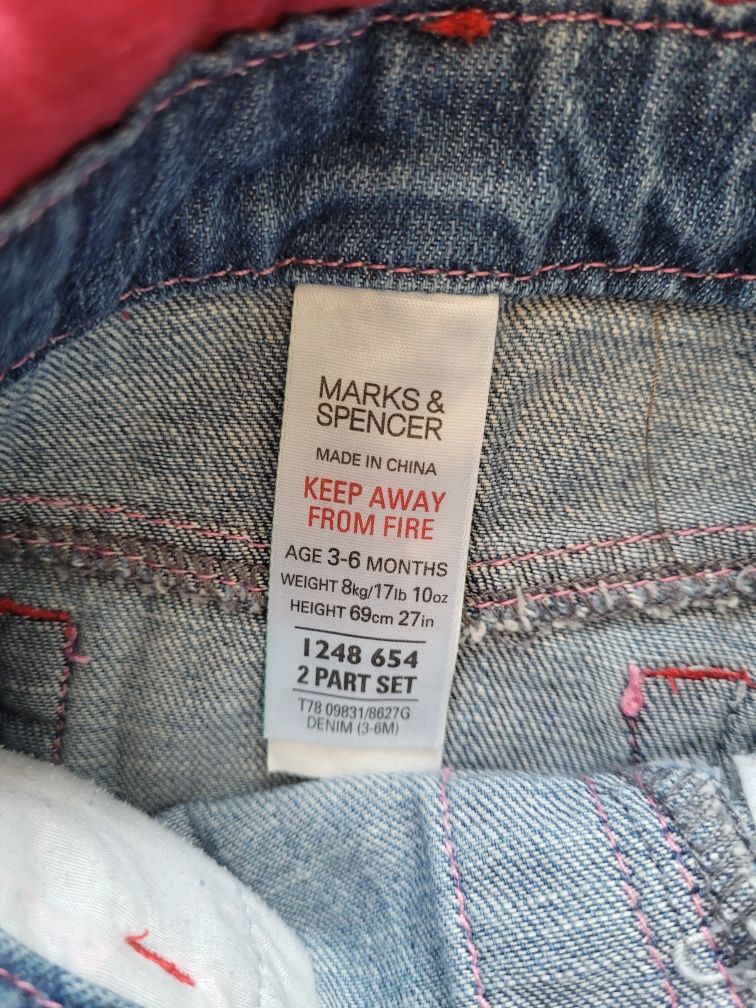 MARKS &
SPENCER
MADE IN CHINA
KEEP AWAY
FROM FIRE
AGE 3-6 MONTHS
WEIGHT 8kg/17lb 10oz
HEIGHT 69cm 27in
1248 654
2 PART SET
T78 09831/8627G
DENIM (3-6M)